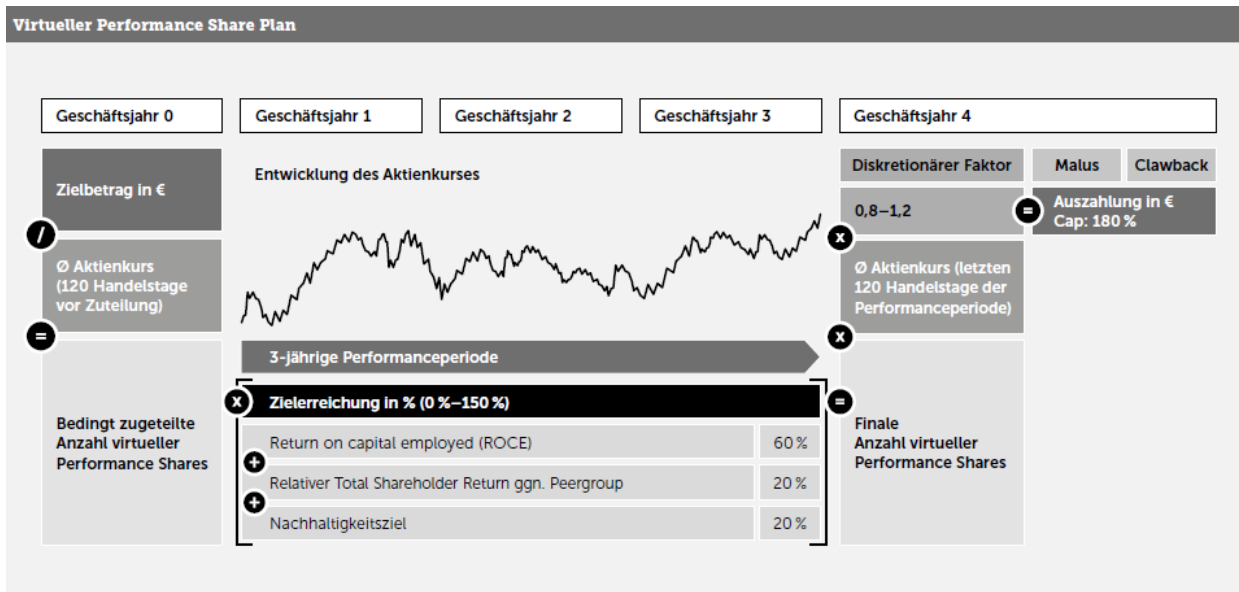 Virtueller Performance Share Plan
Geschäftsjahr 0
Geschäftsjahr 1
Geschäftsjahr 2
Geschäftsjahr 3
Geschäftsjahr 4
Zielbetrag in €
/
Ø Aktienkurs
(120 Handelstage
vor Zuteilung)
=
Bedingt zugeteilte
Anzahl virtueller
Performance Shares
Entwicklung des Aktienkurses
3-jährige Performanceperiode
x
Zielerreichung in % (0 %–150 %)
Return on capital employed (ROCE) 60 %
+
Relativer Total Shareholder Return ggn. Peergroup 20 %
+
Nachhaltigkeitsziel 20 %
Diskretionärer Faktor
0,8–1,2
x
Ø Aktienkurs (letzten
120 Handelstage der
Performanceperiode)
x
=
Finale
Anzahl virtueller
Performance Shares
Malus
Clawback
=
Auszahlung in €
Cap: 180 %